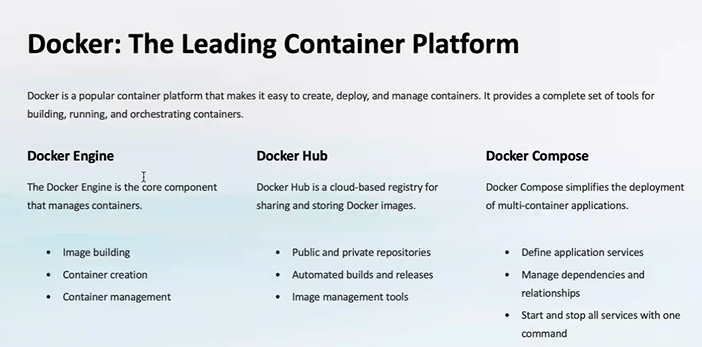 Docker: The Leading Container Platform
Docker is a popular container platform that makes it easy to create, deploy, and manage containers. It provides a complete set of tools for
building, running, and orchestrating containers.
Docker Engine
The Docker Engine is the core component
that manages containers.
• Image building
• Container creation
• Container management
Docker Hub
Docker Hub is a cloud-based registry for
sharing and storing Docker images.
• Public and private repositories
• Automated builds and releases
• Image management tools
Docker Compose
Docker Compose simplifies the deployment
of multi-container applications.
• Define application services
• Manage dependencies and
relationships
• Start and stop all services with one
command